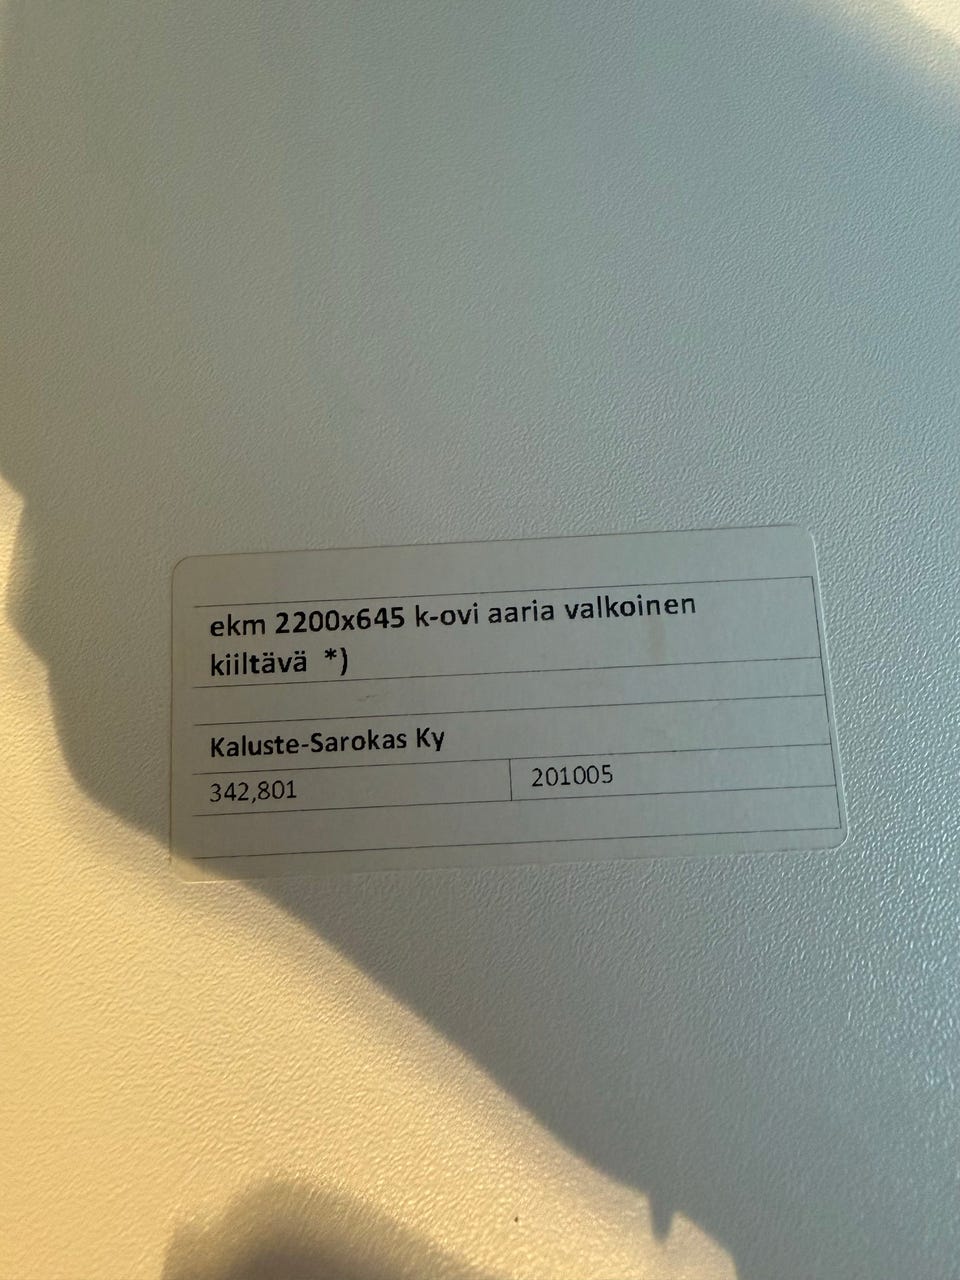 ekm 2200x645 k-ovi aaria valkoinen
kiiltävä *)
Kaluste-Sarokas Ky
342,801 201005